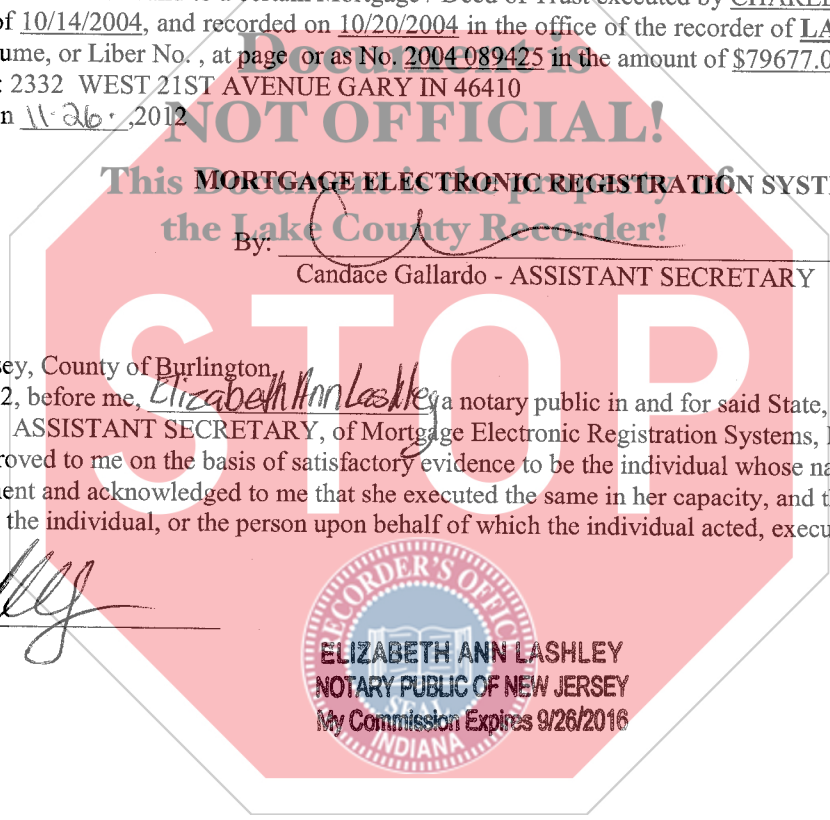 of 10/14/2004, and recorded on 10/20/2004 in the office of the recorder of LA
ume, or Liber No. , at page or as No. 2004 089425 in the amount of $79677.0
: 2332 WEST 21ST AVENUE GARY IN 46410
n 11-26- ,2012
Document is
NOT OFFICIAL!
This Document is the property of
the Lake County Recorder!
MORTGAGE ELECTRONIC REGISTRATION SYST
By:
Candace Gallardo - ASSISTANT SECRETARY
STOP
ey, County of Burlington
2, before me, Elizabeth Ann Lashley a notary public in and for said State,
ASSISTANT SECRETARY, of Mortgage Electronic Registration Systems,
roved to me on the basis of satisfactory evidence to be the individual whose na
ent and acknowledged to me that she executed the same in her capacity, and t
the individual, or the person upon behalf of which the individual acted, execu
RECORDER'S OFFICE
SEAL
INDIANA
ELIZABETH ANN LASHLEY
NOTARY PUBLIC OF NEW JERSEY
My Commission Expires 9/26/2016